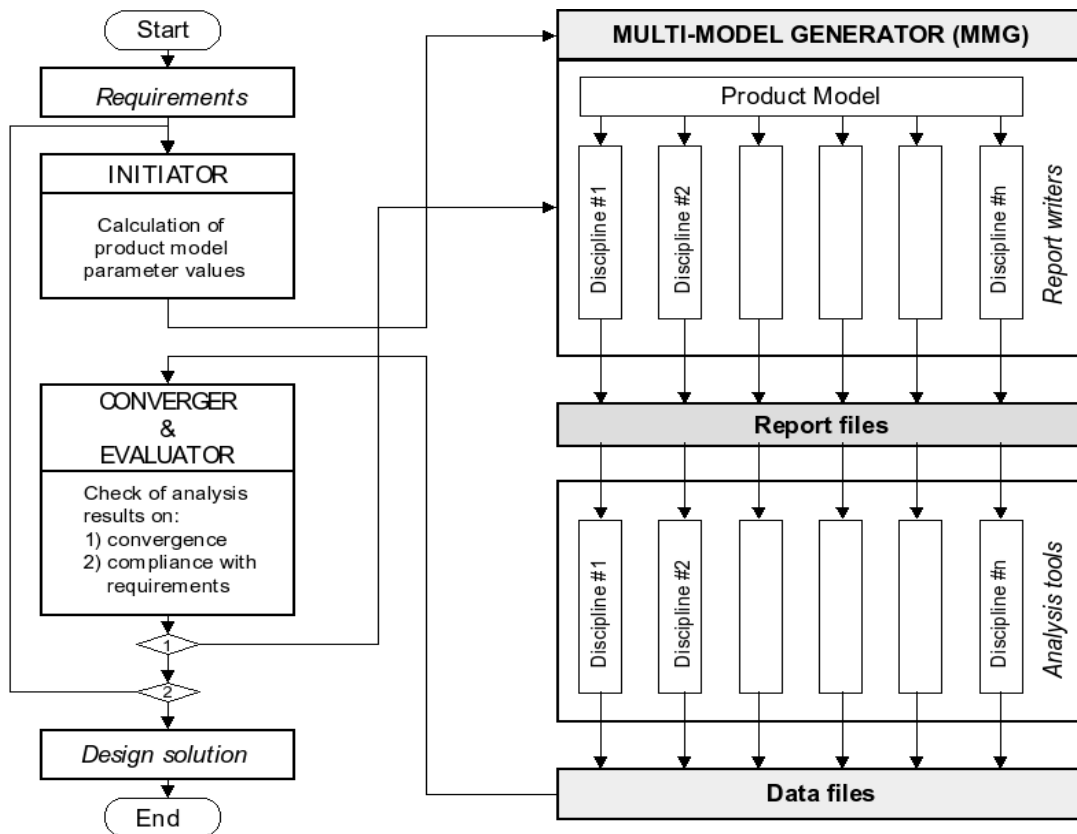 Start
Requirements
INITIATOR
Calculation of
product model
parameter values
CONVERGER
&
EVALUATOR
Check of analysis
results on:
1) convergence
2) compliance with
requirements
1
2
Design solution
End
MULTI-MODEL GENERATOR (MMG)
Product Model
Discipline #1
Discipline #2
Discipline #n
Report writers
Report files
Discipline #1
Discipline #2
Discipline #n
Analysis tools
Data files